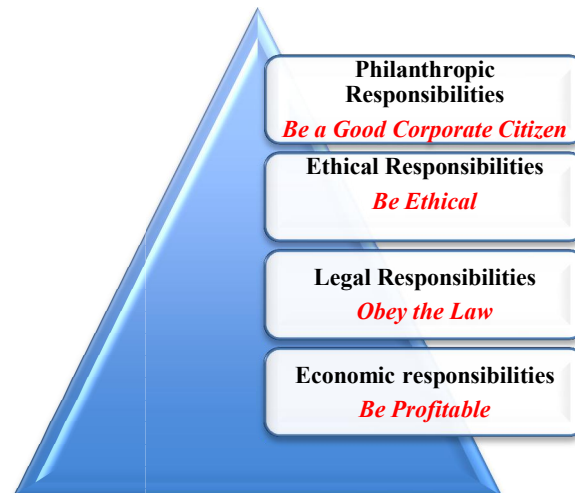 Philanthropic
Responsibilities
Be a Good Corporate Citizen
Ethical Responsibilities
Be Ethical
Legal Responsibilities
Obey the Law
Economic responsibilities
Be Profitable